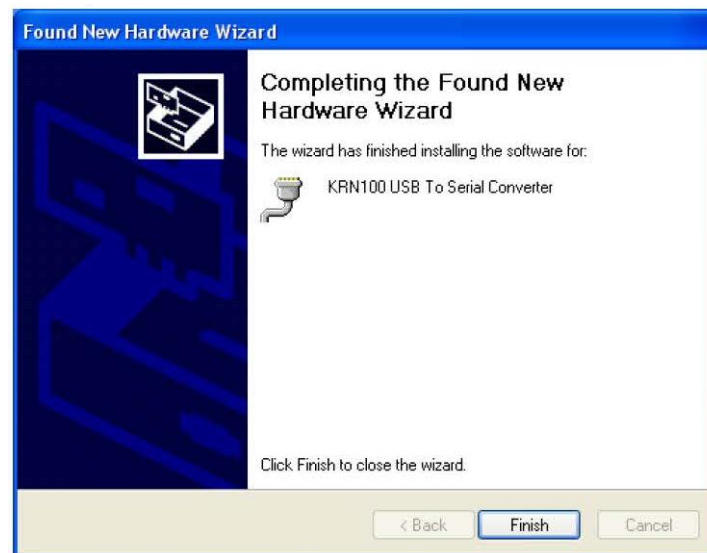 Found New Hardware Wizard
Completing the Found New
Hardware Wizard
The wizard has finished installing the software for:
KRN100 USB To Serial Converter
Click Finish to close the wizard.
< Back
Finish
Cancel